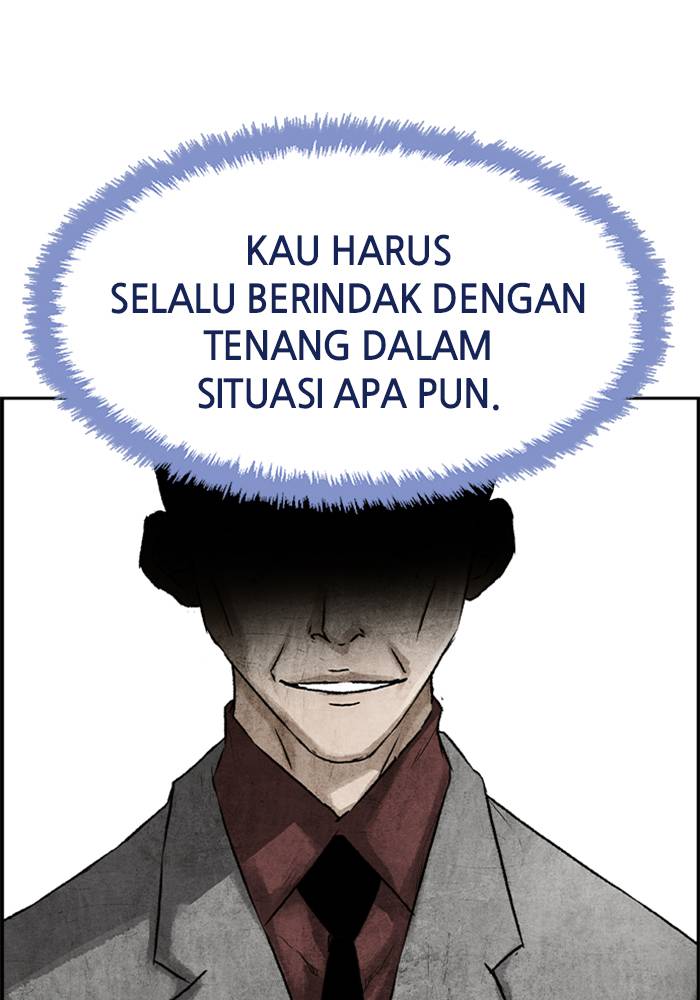 KAU HARUS
SELALU BERINDAK DENGAN
TENANG DALAM
SITUASI APA PUN.